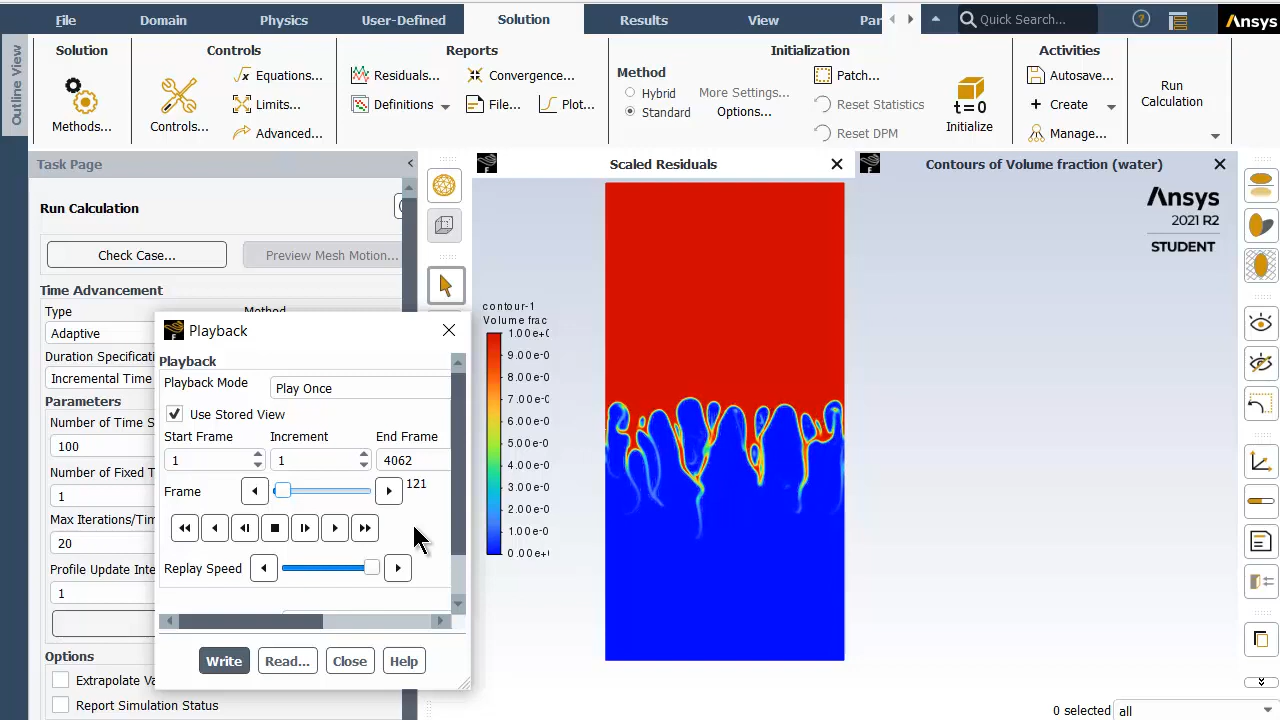 File Domain Physics User-Defined Solution Results View Par Quick Search... Ansys
Outline View
Solution Controls Reports Initialization Activities
Methods...
Controls...
Equations...
Limits...
Advanced...
Residuals... Convergence...
Definitions File... Plot...
Method
Hybrid
Standard
More Settings...
Options...
Patch...
Reset Statistics
Reset DPM
t=0
Initialize
Autosave...
Create
Manage...
Run
Calculation
Task Page
Run Calculation
Check Case... Preview Mesh Motion...
Time Advancement
Type Method
Adaptive
Duration Specificati
Incremental Time
Parameters
Number of Time S
100
Number of Fixed T
1
Max Iterations/Tim
20
Profile Update Inte
1
Options
Extrapolate Va
Report Simulation Status
Playback
Playback
Playback Mode Play Once
Use Stored View
Start Frame Increment End Frame
1 1 4062
Frame 121
Replay Speed
Write Read... Close Help
Scaled Residuals
Contours of Volume fraction (water)
Ansys
2021 R2
STUDENT
contour-1
Volume frac
1.00e+(
9.00e-0
8.00e-0
7.00e-0
6.00e-0
5.00e-0
4.00e-0
3.00e-0
2.00e-0
1.00e-0
0.00e+(
0 selected all